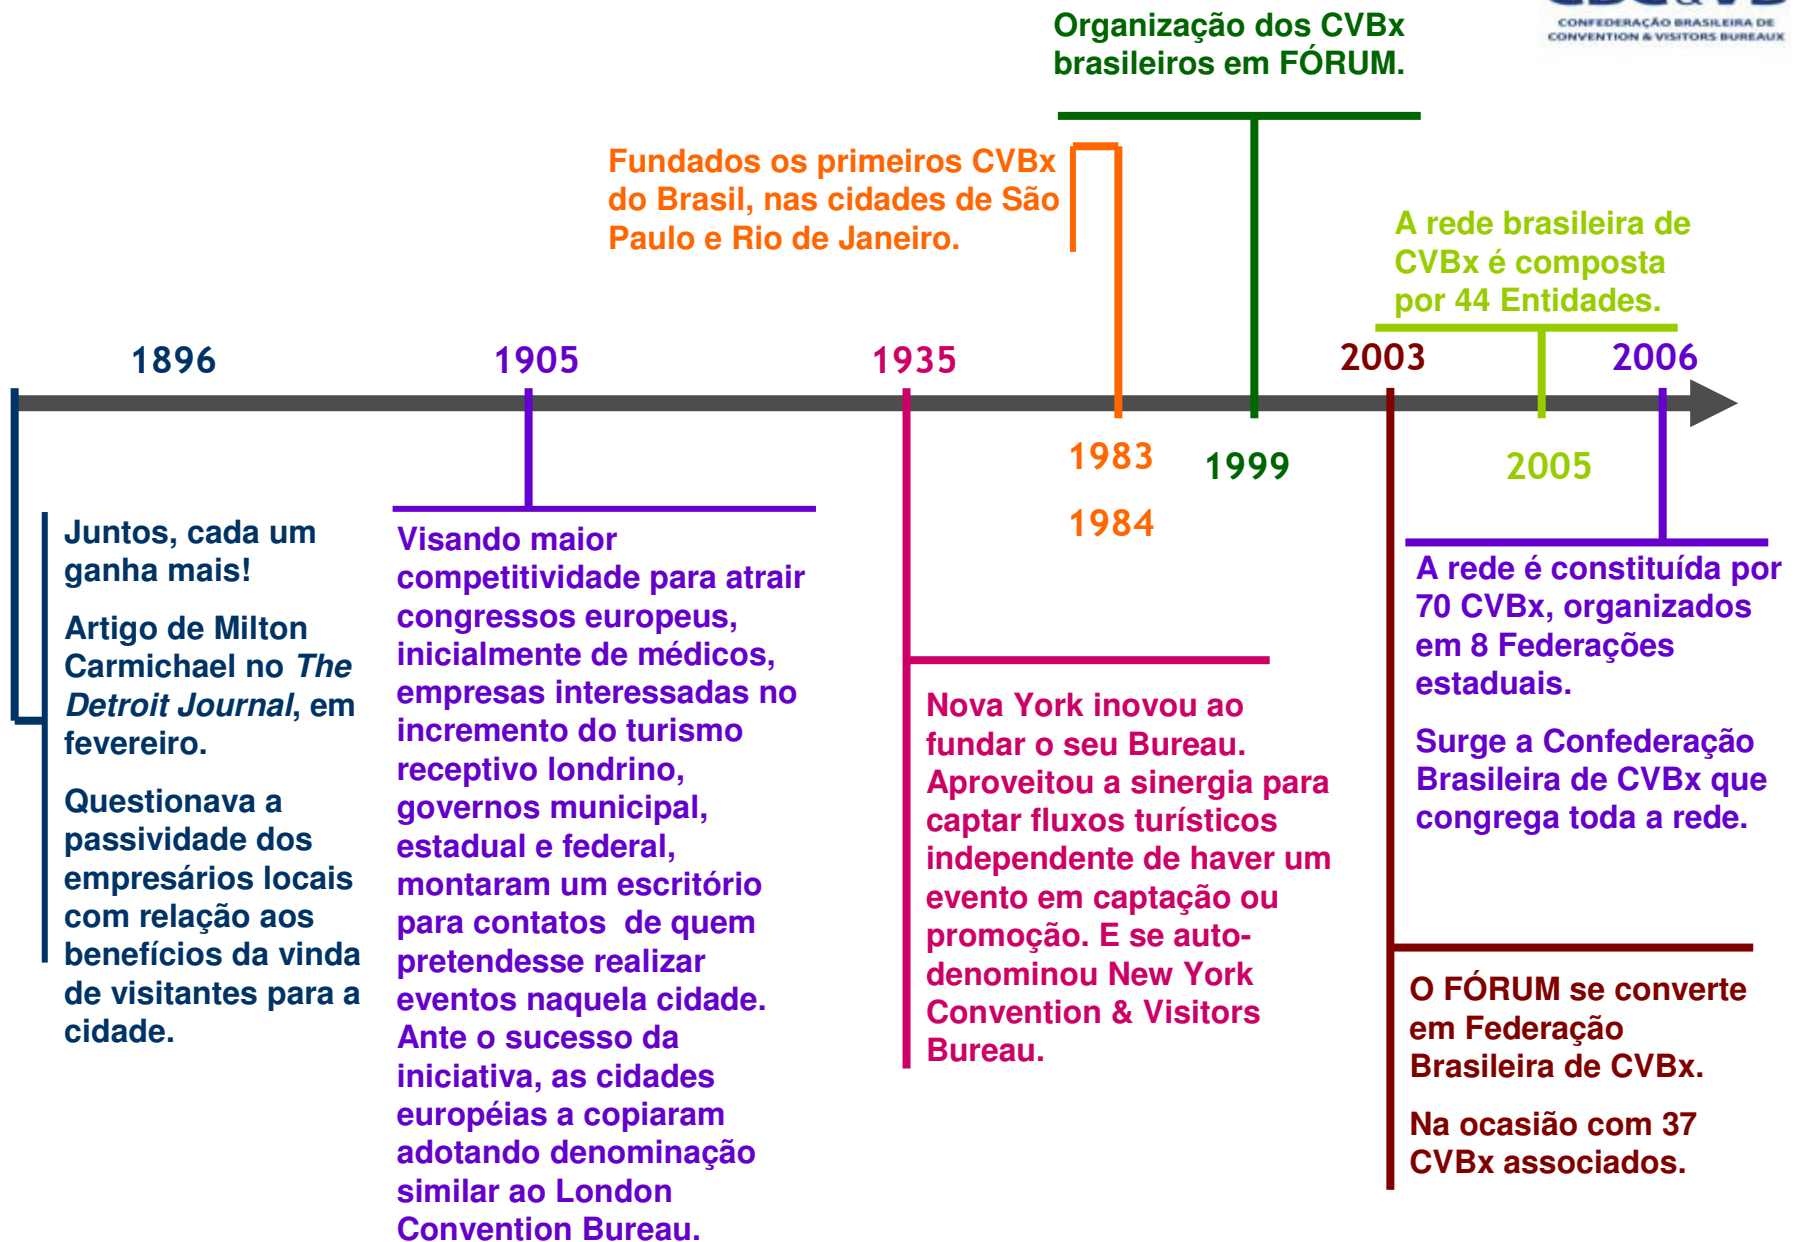 CONFEDERAÇÃO BRASILEIRA DE
CONVENTION & VISITORS BUREAUX
Organização dos CVBx
brasileiros em FÓRUM.
Fundados os primeiros CVBx
do Brasil, nas cidades de São
Paulo e Rio de Janeiro.
A rede brasileira de
CVBx é composta
por 44 Entidades.
1896
1905
1935
2003
2006
1983
1984
1999
2005
Juntos, cada um
ganha mais!
Artigo de Milton
Carmichael no The
Detroit Journal, em
fevereiro.
Questionava a
passividade dos
empresários locais
com relação aos
benefícios da vinda
de visitantes para a
cidade.
Visando maior
competitividade para atrair
congressos europeus,
inicialmente de médicos,
empresas interessadas no
incremento do turismo
receptivo londrino,
governos municipal,
estadual e federal,
montaram um escritório
para contatos  de quem
pretendesse realizar
eventos naquela cidade.
Ante o sucesso da
iniciativa, as cidades
européias a copiaram
adotando denominação
similar ao London
Convention Bureau.
Nova York inovou ao
fundar o seu Bureau.
Aproveitou a sinergia para
captar fluxos turísticos
independente de haver um
evento em captação ou
promoção. E se auto-
denominou New York
Convention & Visitors
Bureau.
A rede é constituída por
70 CVBx, organizados
em 8 Federações
estaduais.
Surge a Confederação
Brasileira de CVBx que
congrega toda a rede.
O FÓRUM se converte
em Federação
Brasileira de CVBx.
Na ocasião com 37
CVBx associados.